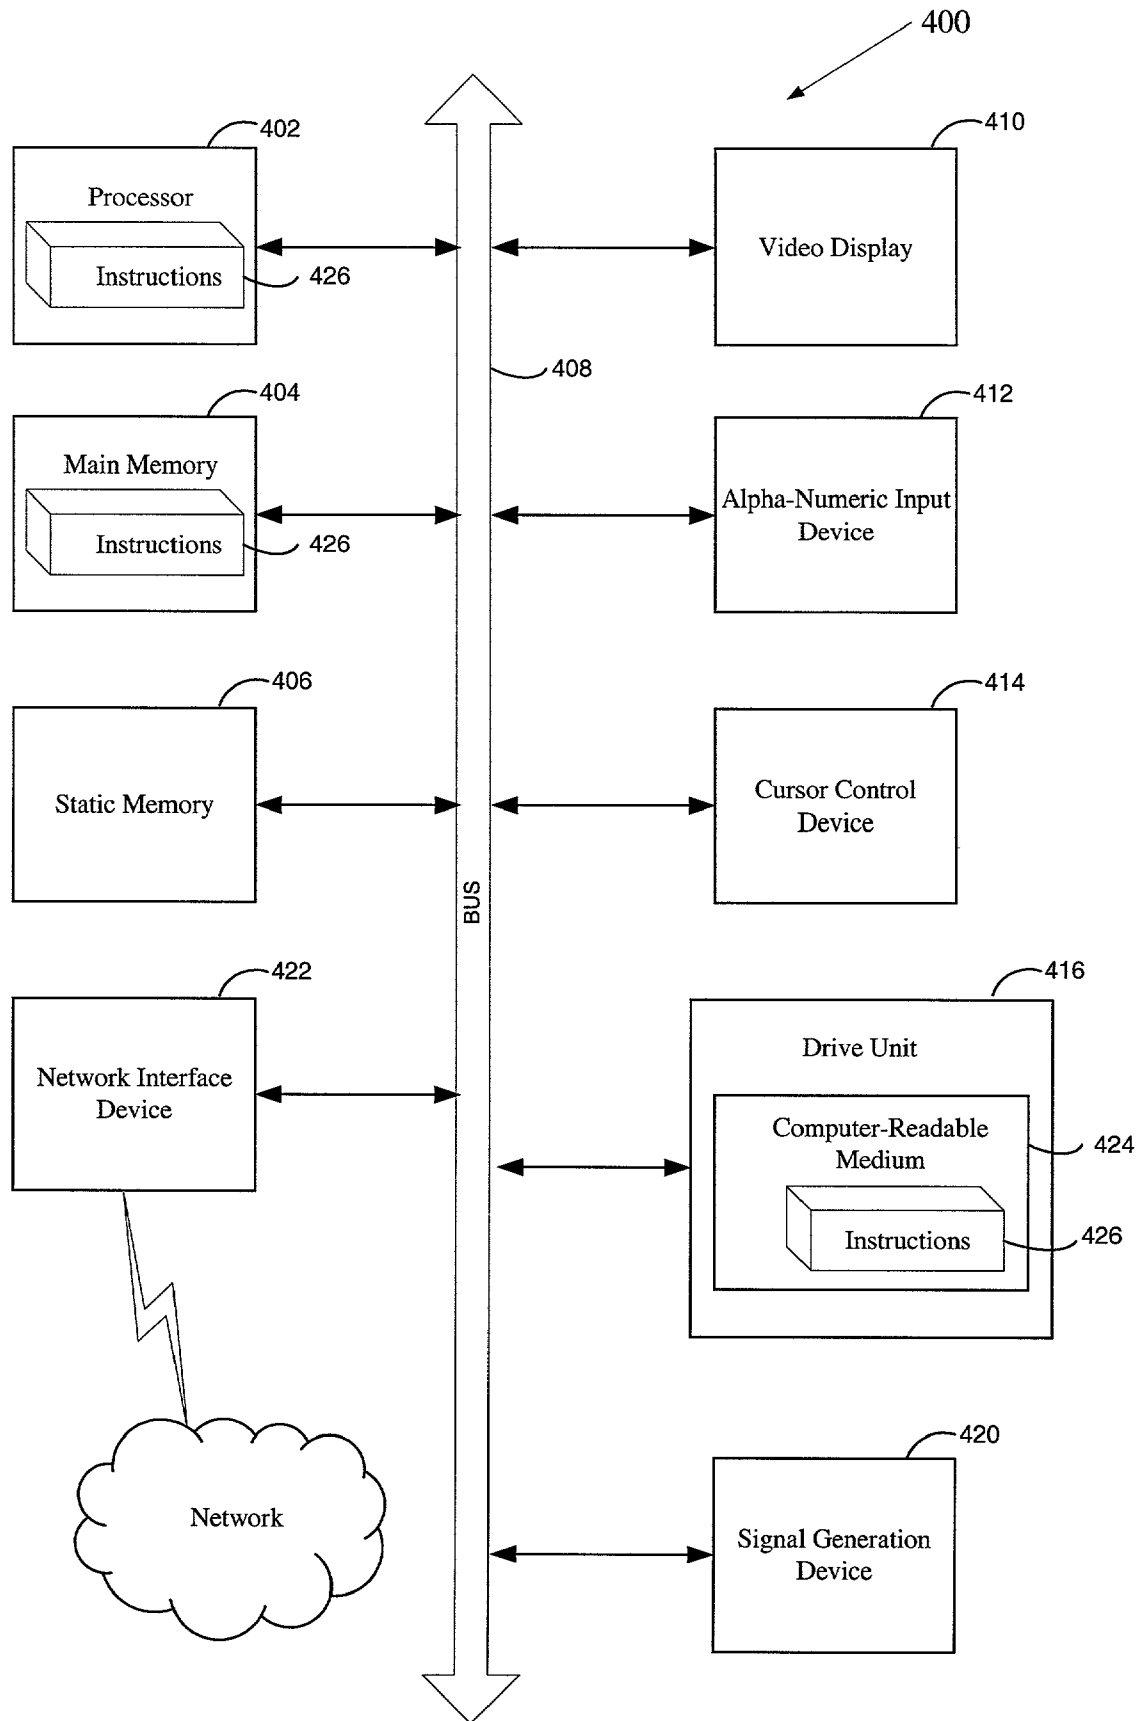 400
402
Processor
Instructions
426
410
Video Display
408
404
Main Memory
Instructions
426
412
Alpha-Numeric Input
Device
406
Static Memory
414
Cursor Control
Device
BUS
422
Network Interface
Device
416
Drive Unit
Computer-Readable
Medium
424
Instructions
426
Network
420
Signal Generation
Device